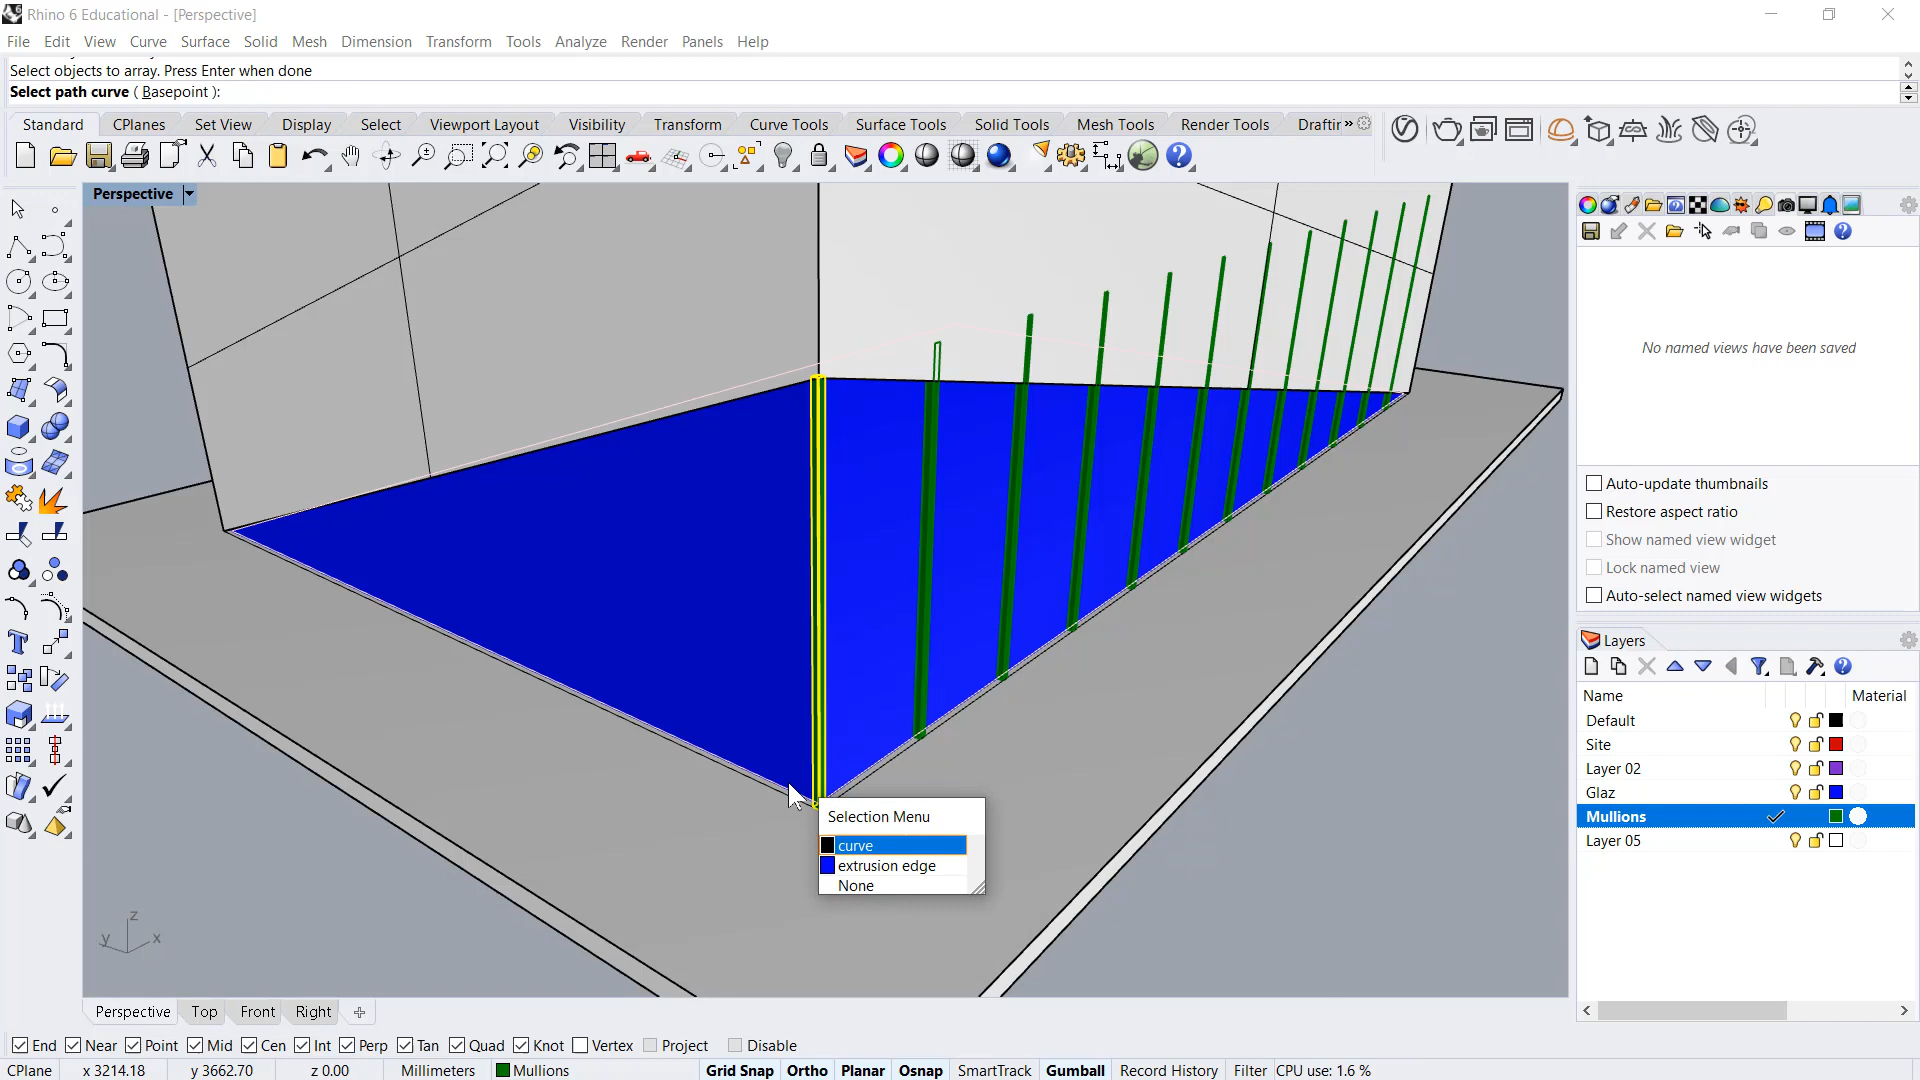 Rhino 6 Educational - [Perspective]
File Edit View Curve Surface Solid Mesh Dimension Transform Tools Analyze Render Panels Help
Select objects to array. Press Enter when done
Select path curve ( Basepoint ):
Standard CPlanes Set View Display Select Viewport Layout Visibility Transform Curve Tools Surface Tools Solid Tools Mesh Tools Render Tools Draftin »
Perspective
No named views have been saved
Auto-update thumbnails
Restore aspect ratio
Show named view widget
Lock named view
Auto-select named view widgets
Layers
Name Material
Default
Site
Layer 02
Glaz
Mullions
Layer 05
Selection Menu
curve
extrusion edge
None
z
y x
Perspective Top Front Right
End Near Point Mid Cen Int Perp Tan Quad Knot Vertex Project Disable
CPlane x 3214.18 y 3662.70 z 0.00 Millimeters Mullions Grid Snap Ortho Planar Osnap SmartTrack Gumball Record History Filter CPU use: 1.6 %